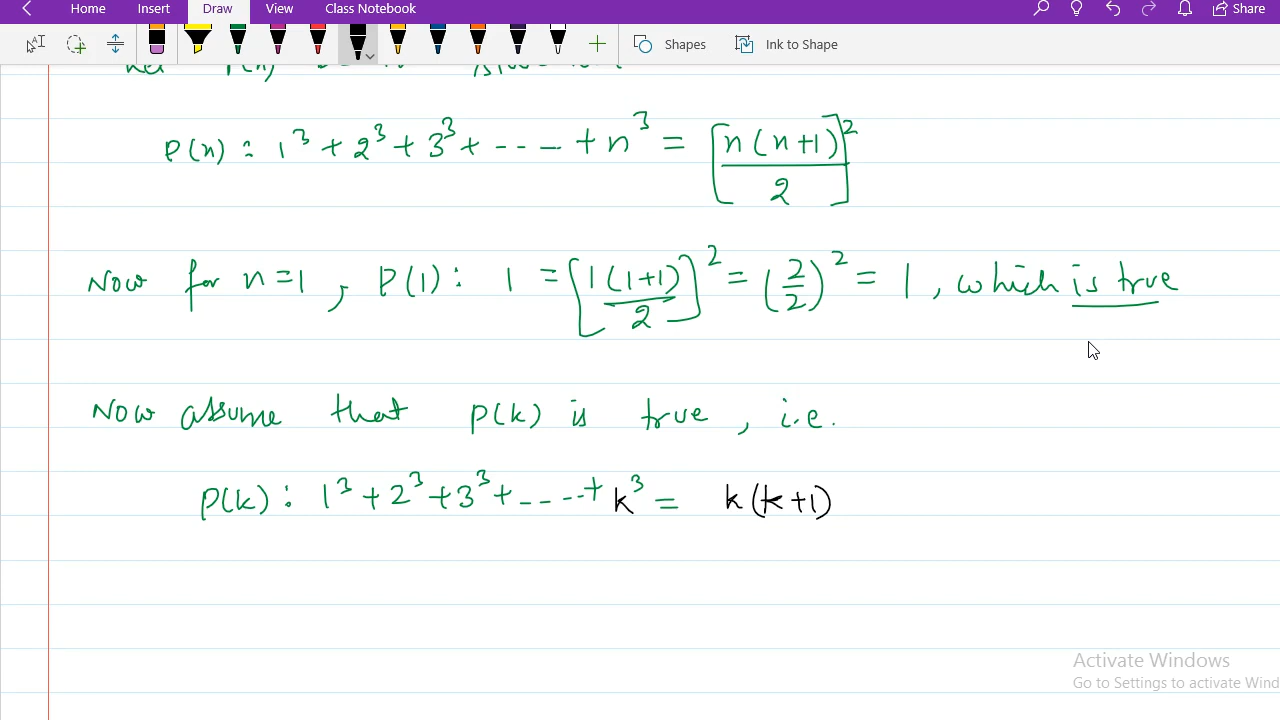 Home Insert Draw View Class Notebook Share
Shapes Ink to Shape
P(n) : 1³ + 2³ + 3³ + ----- + n³ = [n(n+1)/2]²
Now for n=1, P(1): 1 = [1(1+1)/2]² = (2/2)² = 1, which is true
Now assume that P(k) is true, i.e.
P(k): 1³ + 2³ + 3³ + ----- + k³ = k(k+1)
Activate Windows
Go to Settings to activate Wind